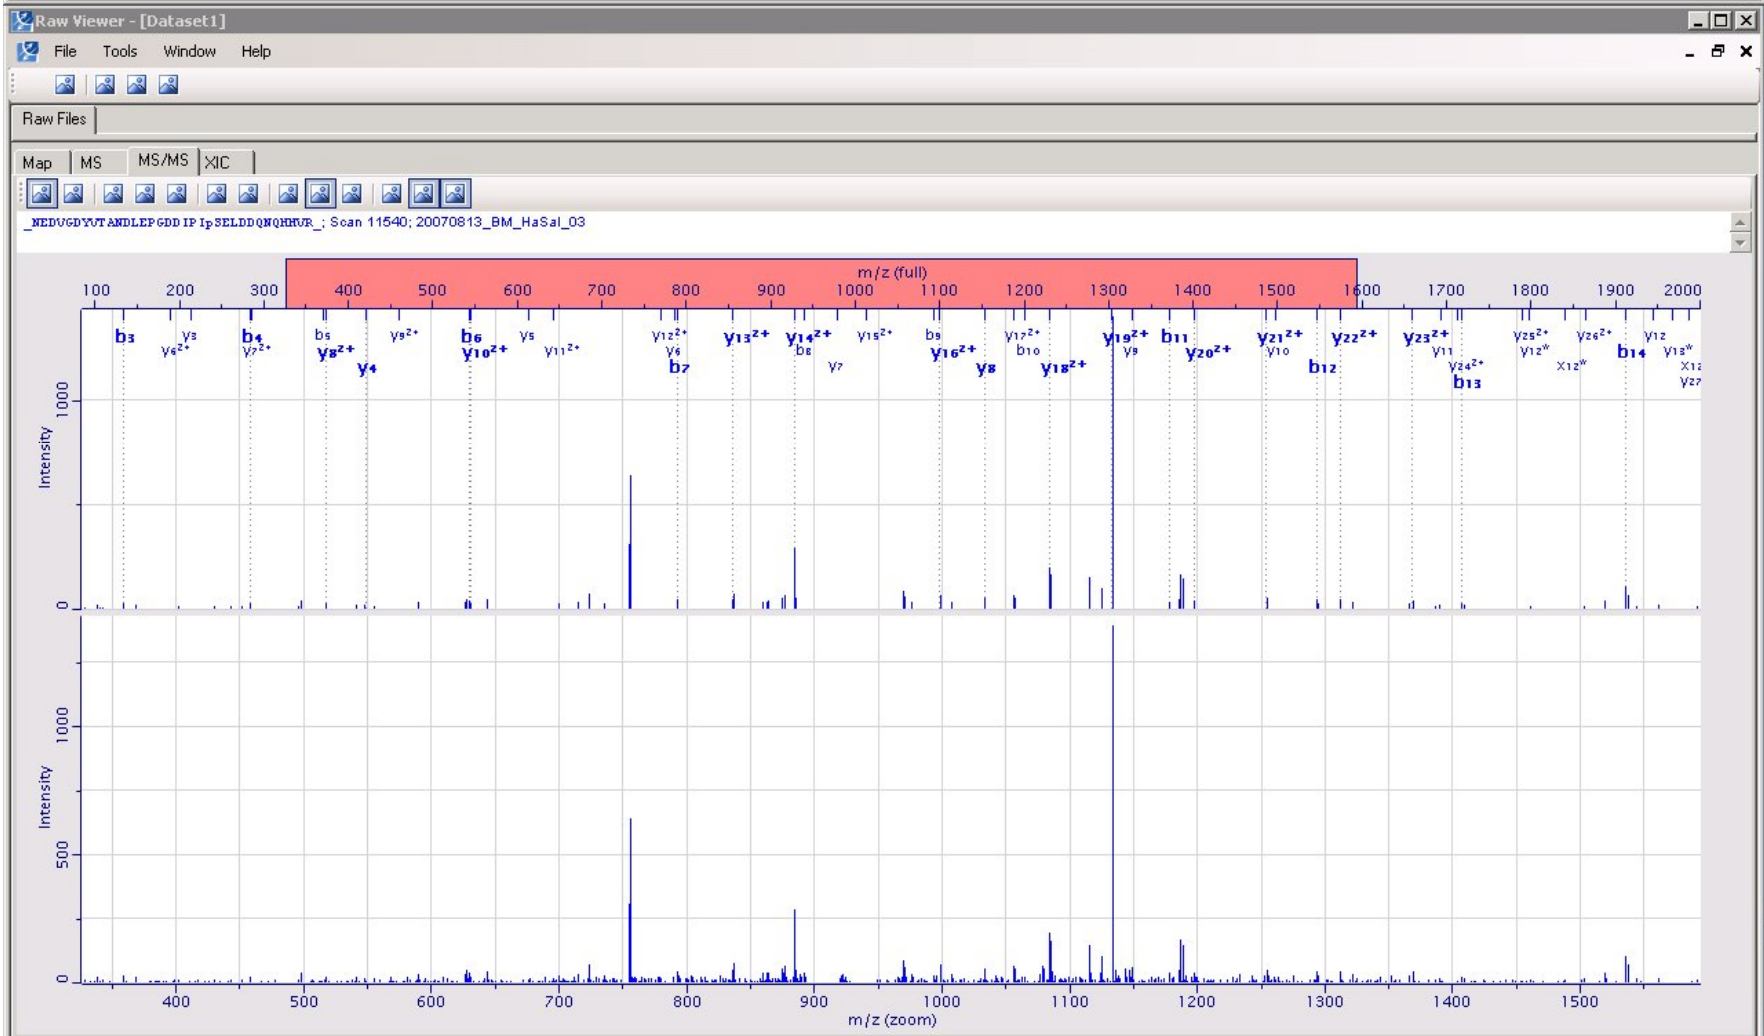 Raw Viewer - [Dataset1]
File Tools Window Help
Raw Files
Map MS MS/MS XIC
_NEDVGDYVTANDLEPGDDIPIpSELDDQNQHHVR_; Scan 11540; 20070813_BM_HaSal_03
m/z (full)
100 200 300 400 500 600 700 800 900 1000 1100 1200 1300 1400 1500 1600 1700 1800 1900 2000
b3 y3 b4 b5 y9²⁺ b6 y5 y12²⁺ y13²⁺ y14²⁺ y15²⁺ b9 y17²⁺ y19²⁺ b11 y21²⁺ y22²⁺ y23²⁺ y25²⁺ y26²⁺ y12
y6²⁺ y7²⁺ y8²⁺ y10²⁺ y11²⁺ y6 b8 y16²⁺ b10 y9 y20²⁺ y10 y11 y12* b14 y13*
y4 b7 y7 y8 y18²⁺ b12 y24²⁺ x12* x12
b13 y27
1000
Intensity
0
1000
Intensity
500
0
400 500 600 700 800 900 1000 1100 1200 1300 1400 1500
m/z (zoom)